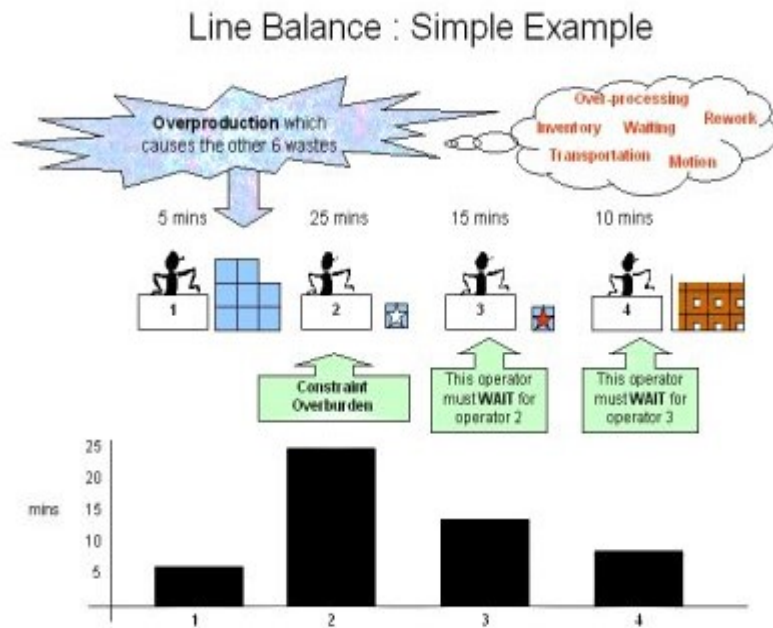 Line Balance : Simple Example
Overproduction which
causes the other 6 wastes
Over-processing
Inventory Waiting Rework
Transportation Motion
5 mins 25 mins 15 mins 10 mins
1 2 3 4
Constraint
Overburden
This operator
must WAIT for
operator 2
This operator
must WAIT for
operator 3
25
20
mins 15
10
5
1 2 3 4